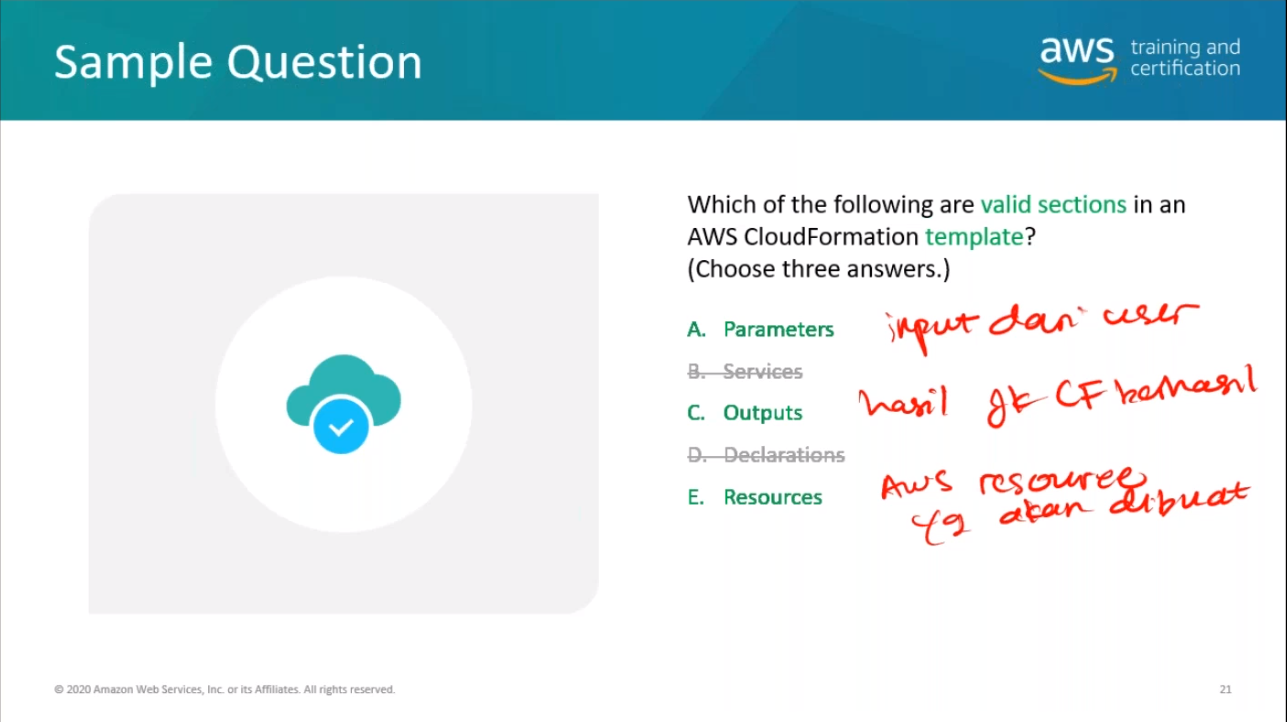 Sample Question
aws training and
certification
Which of the following are valid sections in an
AWS CloudFormation template?
(Choose three answers.)
A. Parameters
input dari user
B. Services
C. Outputs
hasil jk CF berhasil
D. Declarations
E. Resources
AWS resource
yg akan dibuat
© 2020 Amazon Web Services, Inc. or its Affiliates. All rights reserved.
21